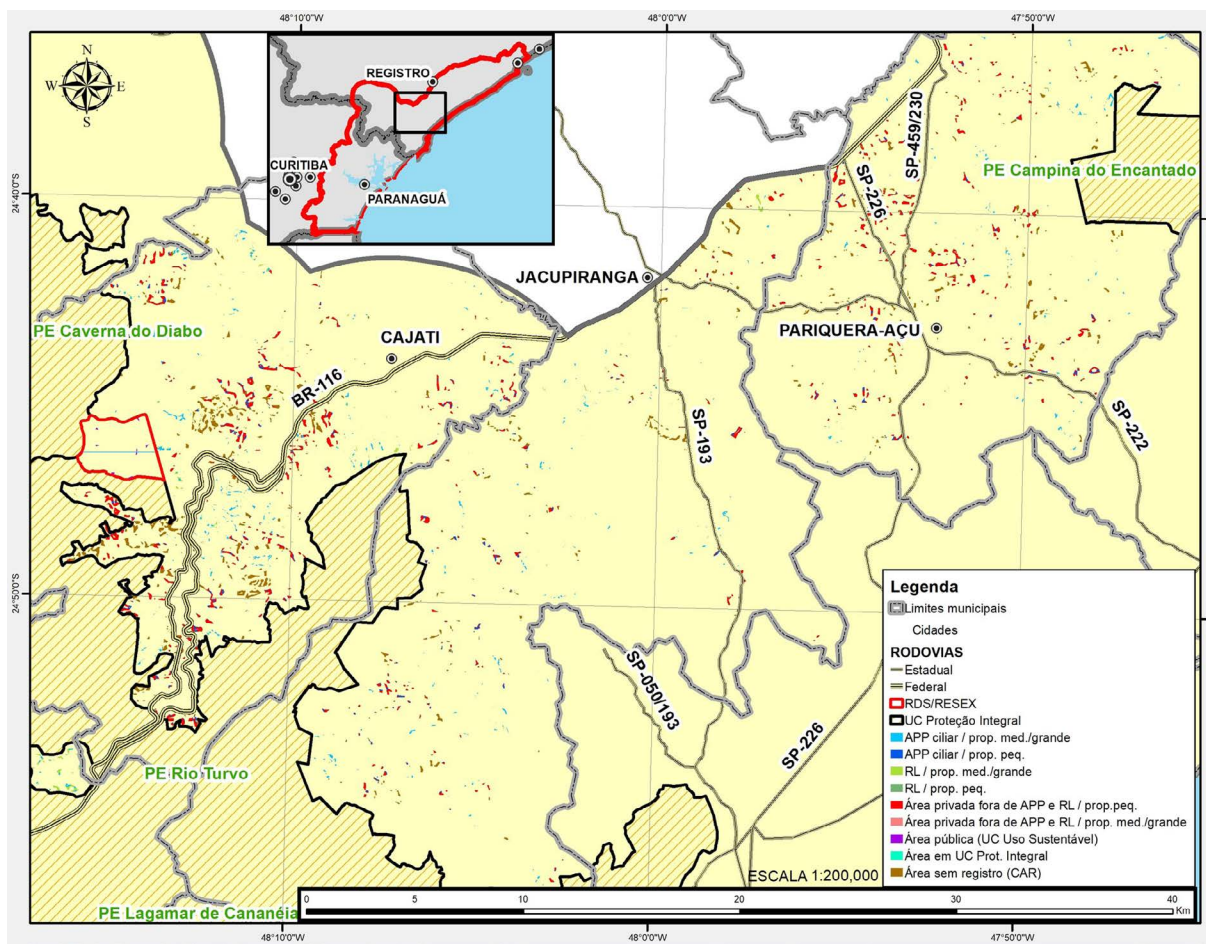 48°10'0"W
48°0'0"W
47°50'0"W
N
W
E
S
REGISTRO
CURITIBA
PARANAGUÁ
24°40'0"S
SP-459/230
SP-226
PE Campina do Encantado
JACUPIRANGA
PARIQUERA-AÇU
PE Caverna do Diabo
CAJATI
BR-116
SP-193
SP-222
24°50'0"S
SP-050/193
SP-226
PE Rio Turvo
PE Lagamar de Cananéia
Legenda
Limites municipais
Cidades
RODOVIAS
Estadual
Federal
RDS/RESEX
UC Proteção Integral
APP ciliar / prop. med./grande
APP ciliar / prop. peq.
RL / prop. med./grande
RL / prop. peq.
Área privada fora de APP e RL / prop.peq.
Área privada fora de APP e RL / prop. med./grande
Área pública (UC Uso Sustentável)
Área em UC Prot. Integral
Área sem registro (CAR)
ESCALA 1:200,000
0 5 10 20 30 40
Km
48°10'0"W
48°0'0"W
47°50'0"W